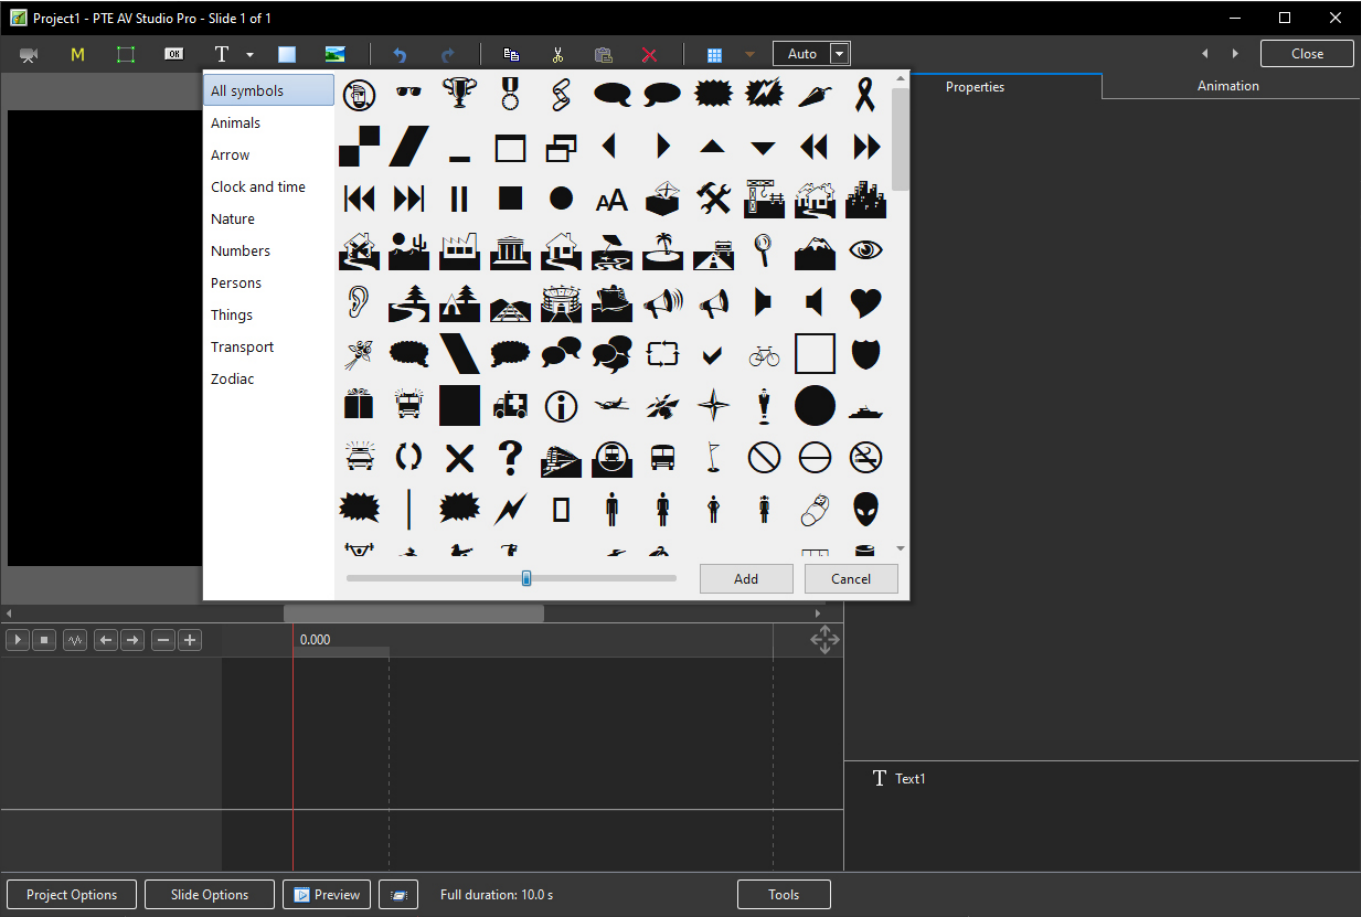 Project1 - PTE AV Studio Pro - Slide 1 of 1
M
OK
T
Auto
Close
All symbols
Animals
Arrow
Clock and time
Nature
Numbers
Persons
Things
Transport
Zodiac
AA
Add
Cancel
Properties
Animation
0.000
T Text1
Project Options
Slide Options
Preview
Full duration: 10.0 s
Tools